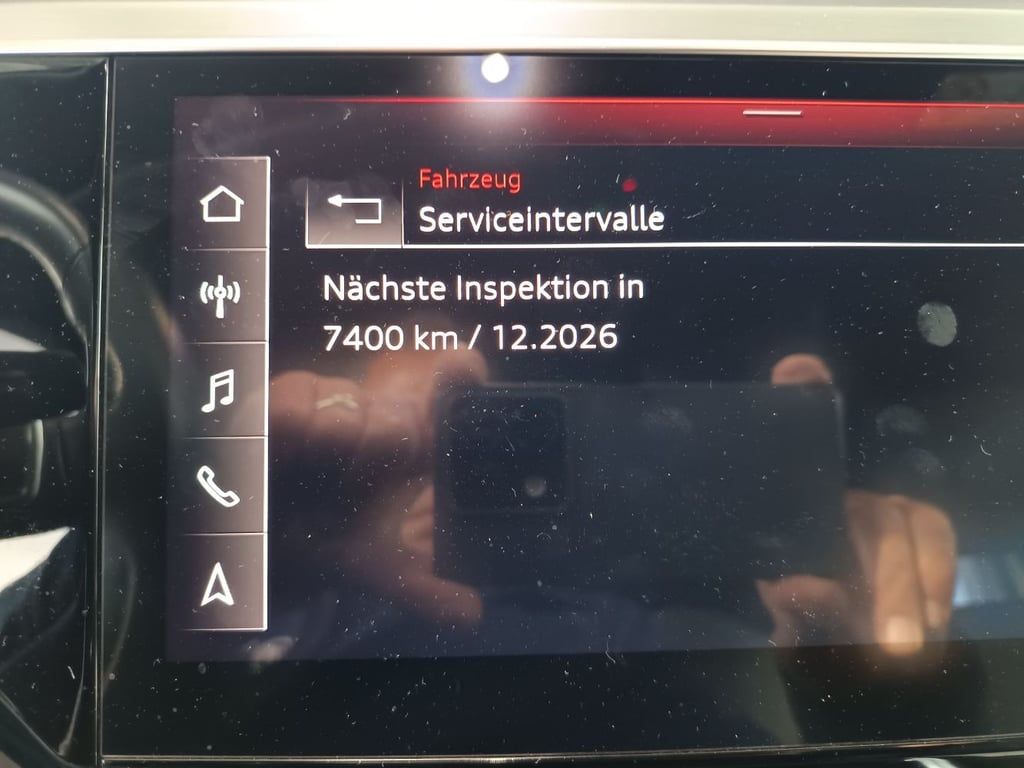 Fahrzeug
Serviceintervalle
Nächste Inspektion in
7400 km / 12.2026